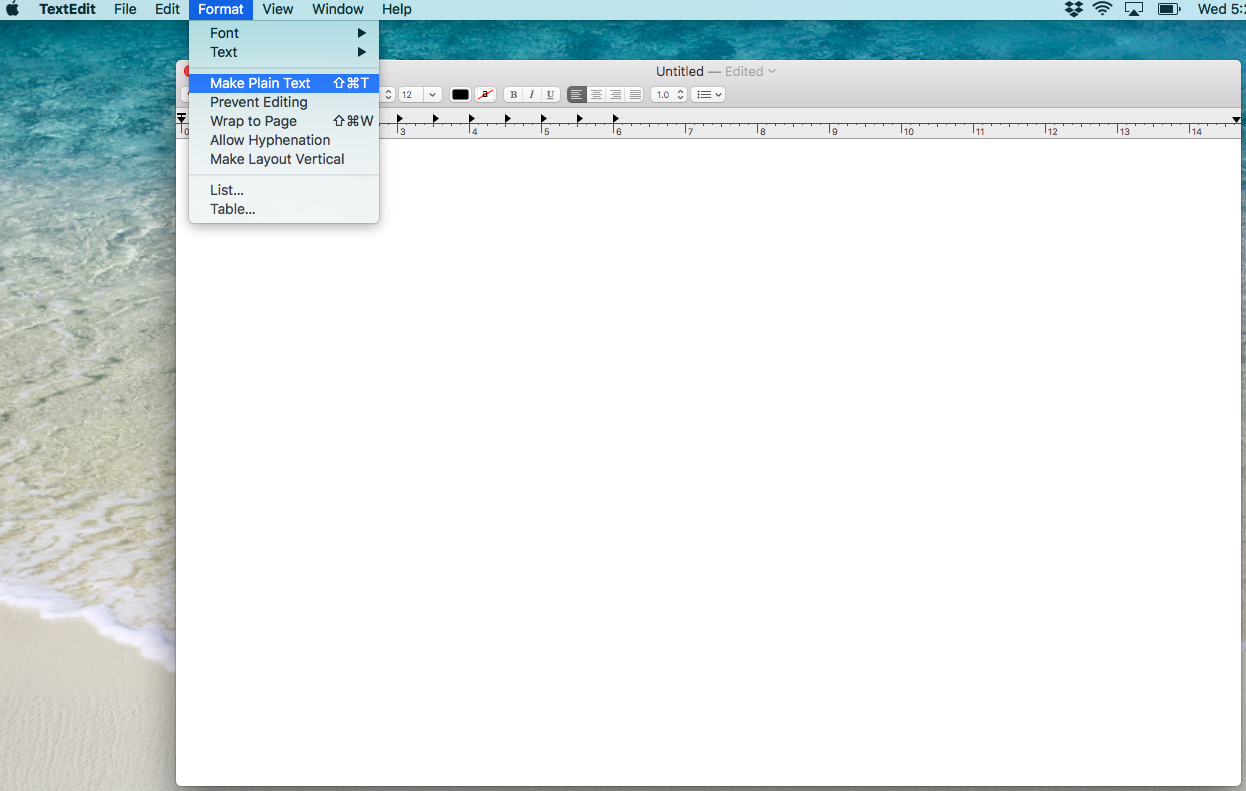 TextEdit File Edit Format View Window Help Wed 5:2
Font
Text
Untitled — Edited
Make Plain Text ⇧⌘T
12 a B I U 1.0
Prevent Editing
Wrap to Page ⇧⌘W
0 3 4 5 6 7 8 9 10 11 12 13 14
Allow Hyphenation
Make Layout Vertical
List...
Table...